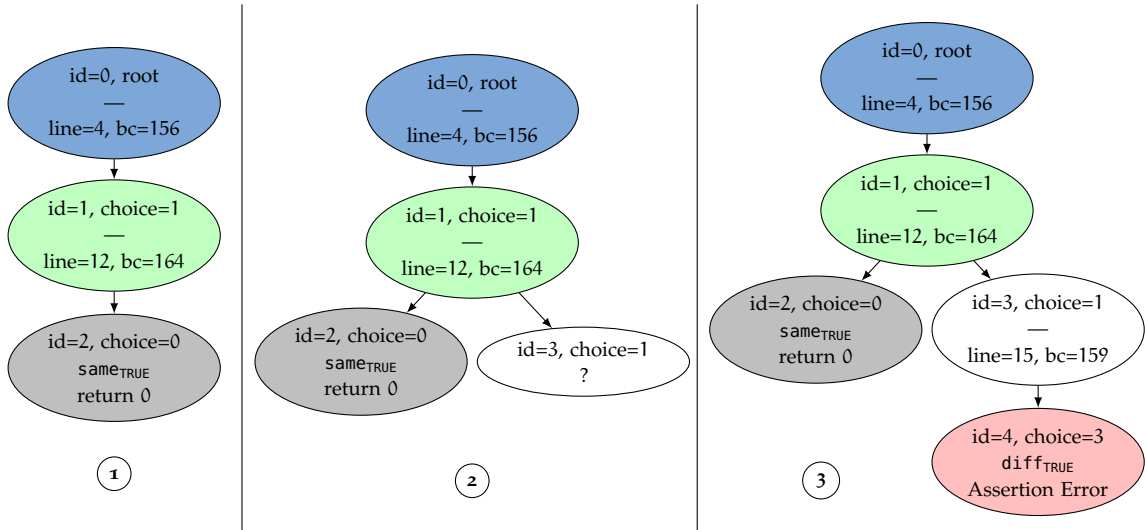 id=0, root
—
line=4, bc=156
id=1, choice=1
—
line=12, bc=164
id=2, choice=0
sameTRUE
return 0
1
id=0, root
—
line=4, bc=156
id=1, choice=1
—
line=12, bc=164
id=2, choice=0
sameTRUE
return 0
id=3, choice=1
?
2
id=0, root
—
line=4, bc=156
id=1, choice=1
—
line=12, bc=164
id=2, choice=0
sameTRUE
return 0
id=3, choice=1
—
line=15, bc=159
id=4, choice=3
diffTRUE
Assertion Error
3